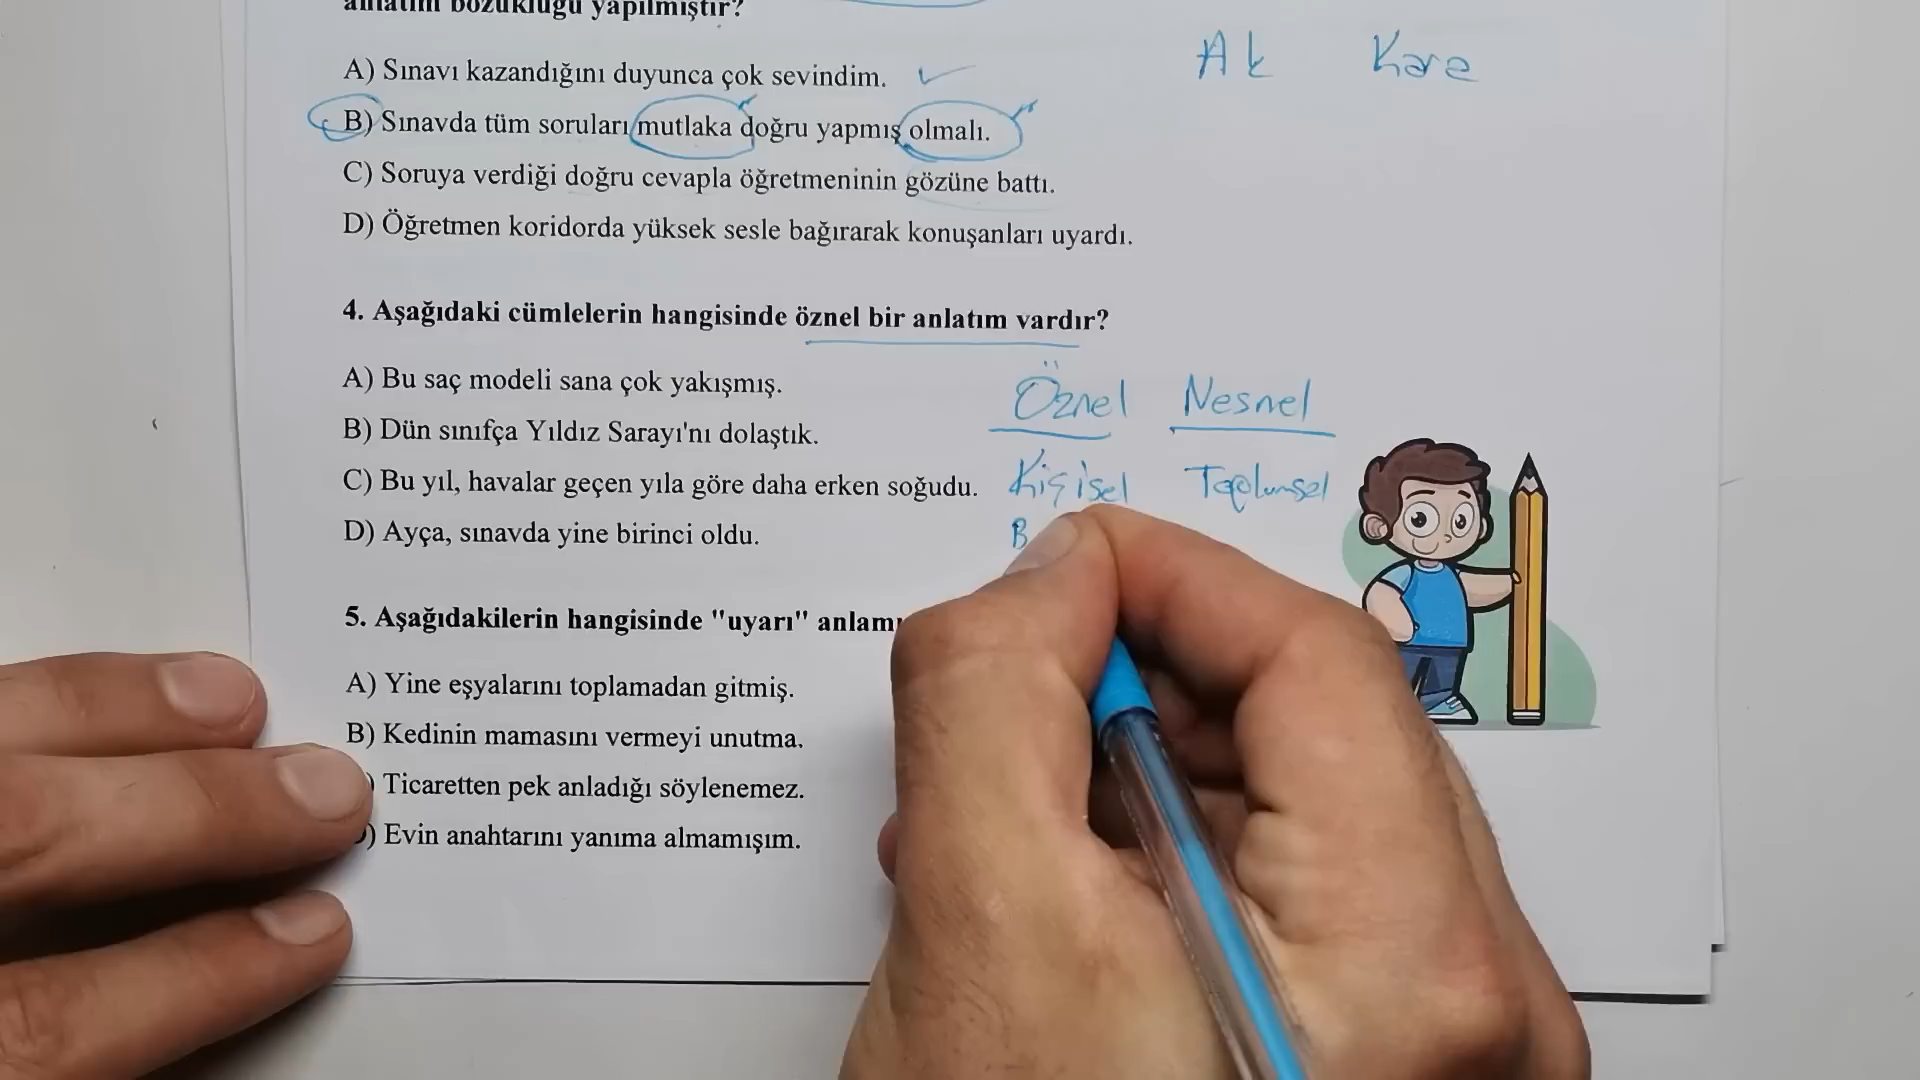 anlatım bozukluğu yapılmıştır?
A) Sınavı kazandığını duyunca çok sevindim.
Ak Kare
B) Sınavda tüm soruları mutlaka doğru yapmış olmalı.
C) Soruya verdiği doğru cevapla öğretmeninin gözüne battı.
D) Öğretmen koridorda yüksek sesle bağırarak konuşanları uyardı.
4. Aşağıdaki cümlelerin hangisinde öznel bir anlatım vardır?
A) Bu saç modeli sana çok yakışmış.
Öznel Nesnel
B) Dün sınıfça Yıldız Sarayı'nı dolaştık.
C) Bu yıl, havalar geçen yıla göre daha erken soğudu.
Kişisel Toplumsal
D) Ayça, sınavda yine birinci oldu.
B
5. Aşağıdakilerin hangisinde "uyarı"
A) Yine eşyalarını toplamadan gitmiş.
B) Kedinin mamasını vermeyi unutma.
) Ticaretten pek anladığı söylenemez.
) Evin anahtarını yanıma almamışım.